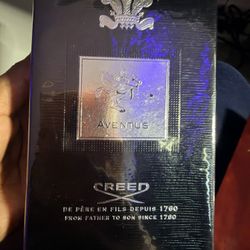 AVENTUS
CREED
DE PÈRE EN FILS DEPUIS 1760
FROM FATHER TO SON SINCE 1760